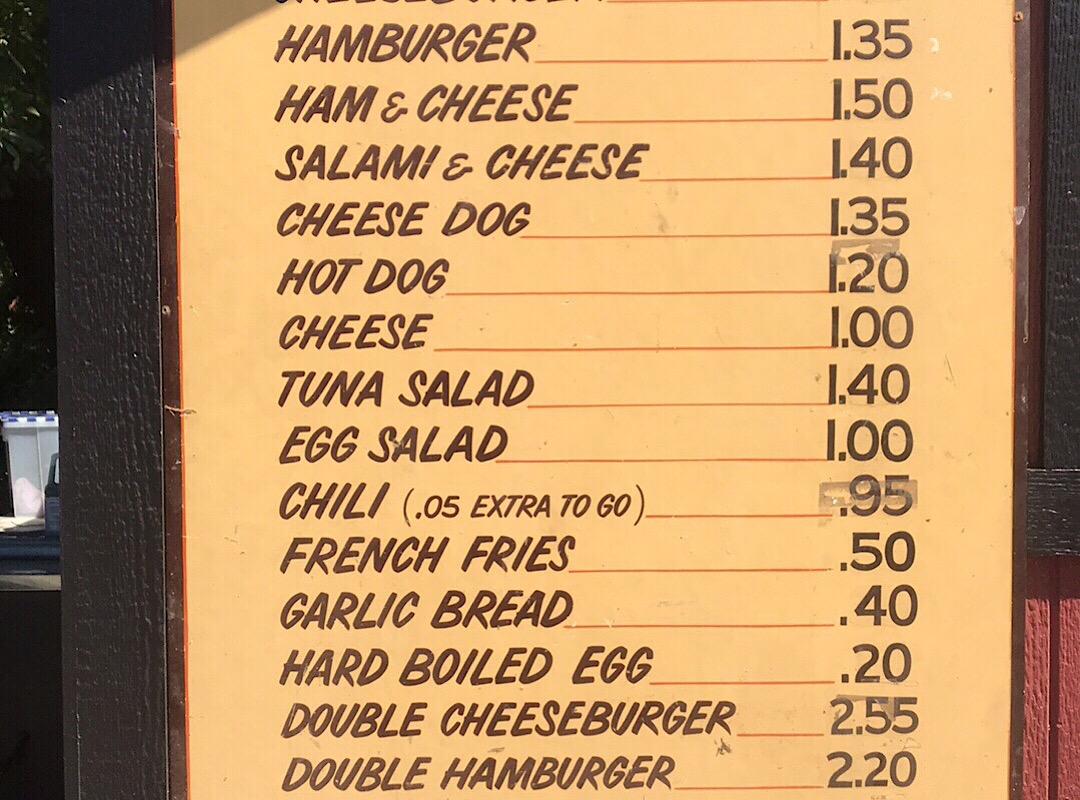 CHEESEBURGER
HAMBURGER 1.35
HAM & CHEESE 1.50
SALAMI & CHEESE 1.40
CHEESE DOG 1.35
HOT DOG 1.20
CHEESE 1.00
TUNA SALAD 1.40
EGG SALAD 1.00
CHILI (.05 EXTRA TO GO) .95
FRENCH FRIES .50
GARLIC BREAD .40
HARD BOILED EGG .20
DOUBLE CHEESEBURGER 2.55
DOUBLE HAMBURGER 2.20